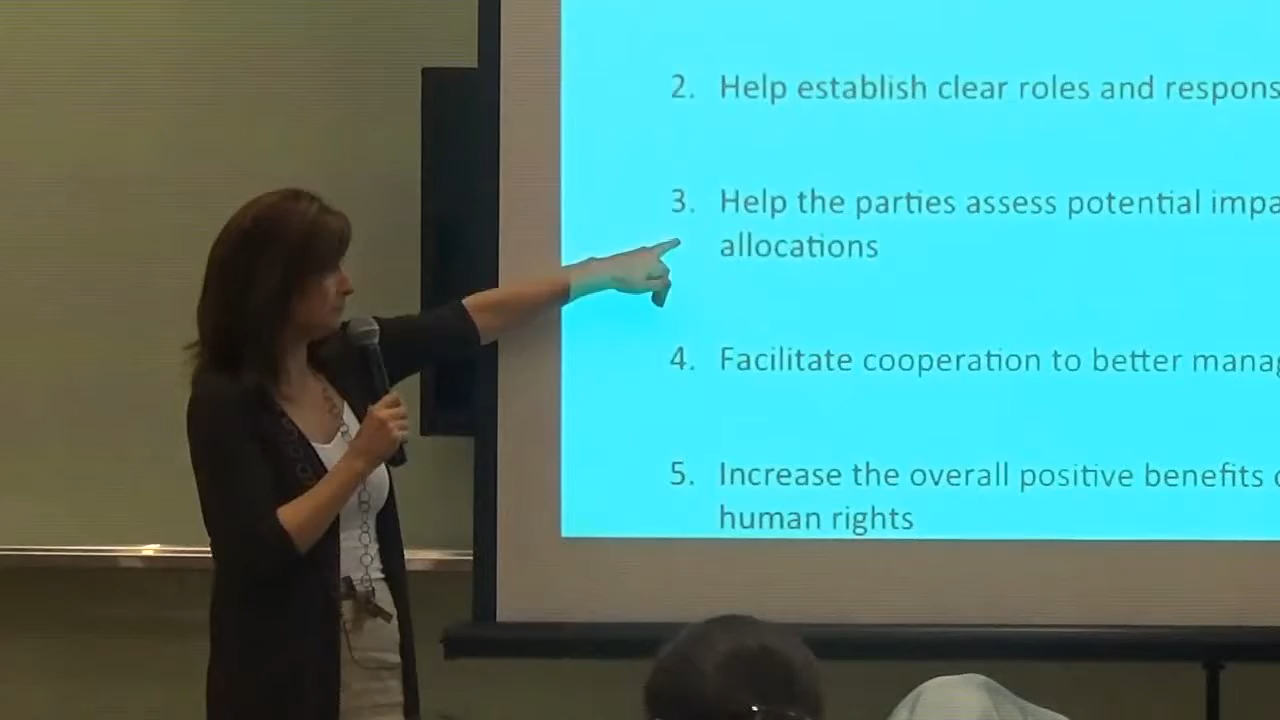 2. Help establish clear roles and respons
3. Help the parties assess potential impa
allocations
4. Facilitate cooperation to better manag
5. Increase the overall positive benefits
human rights